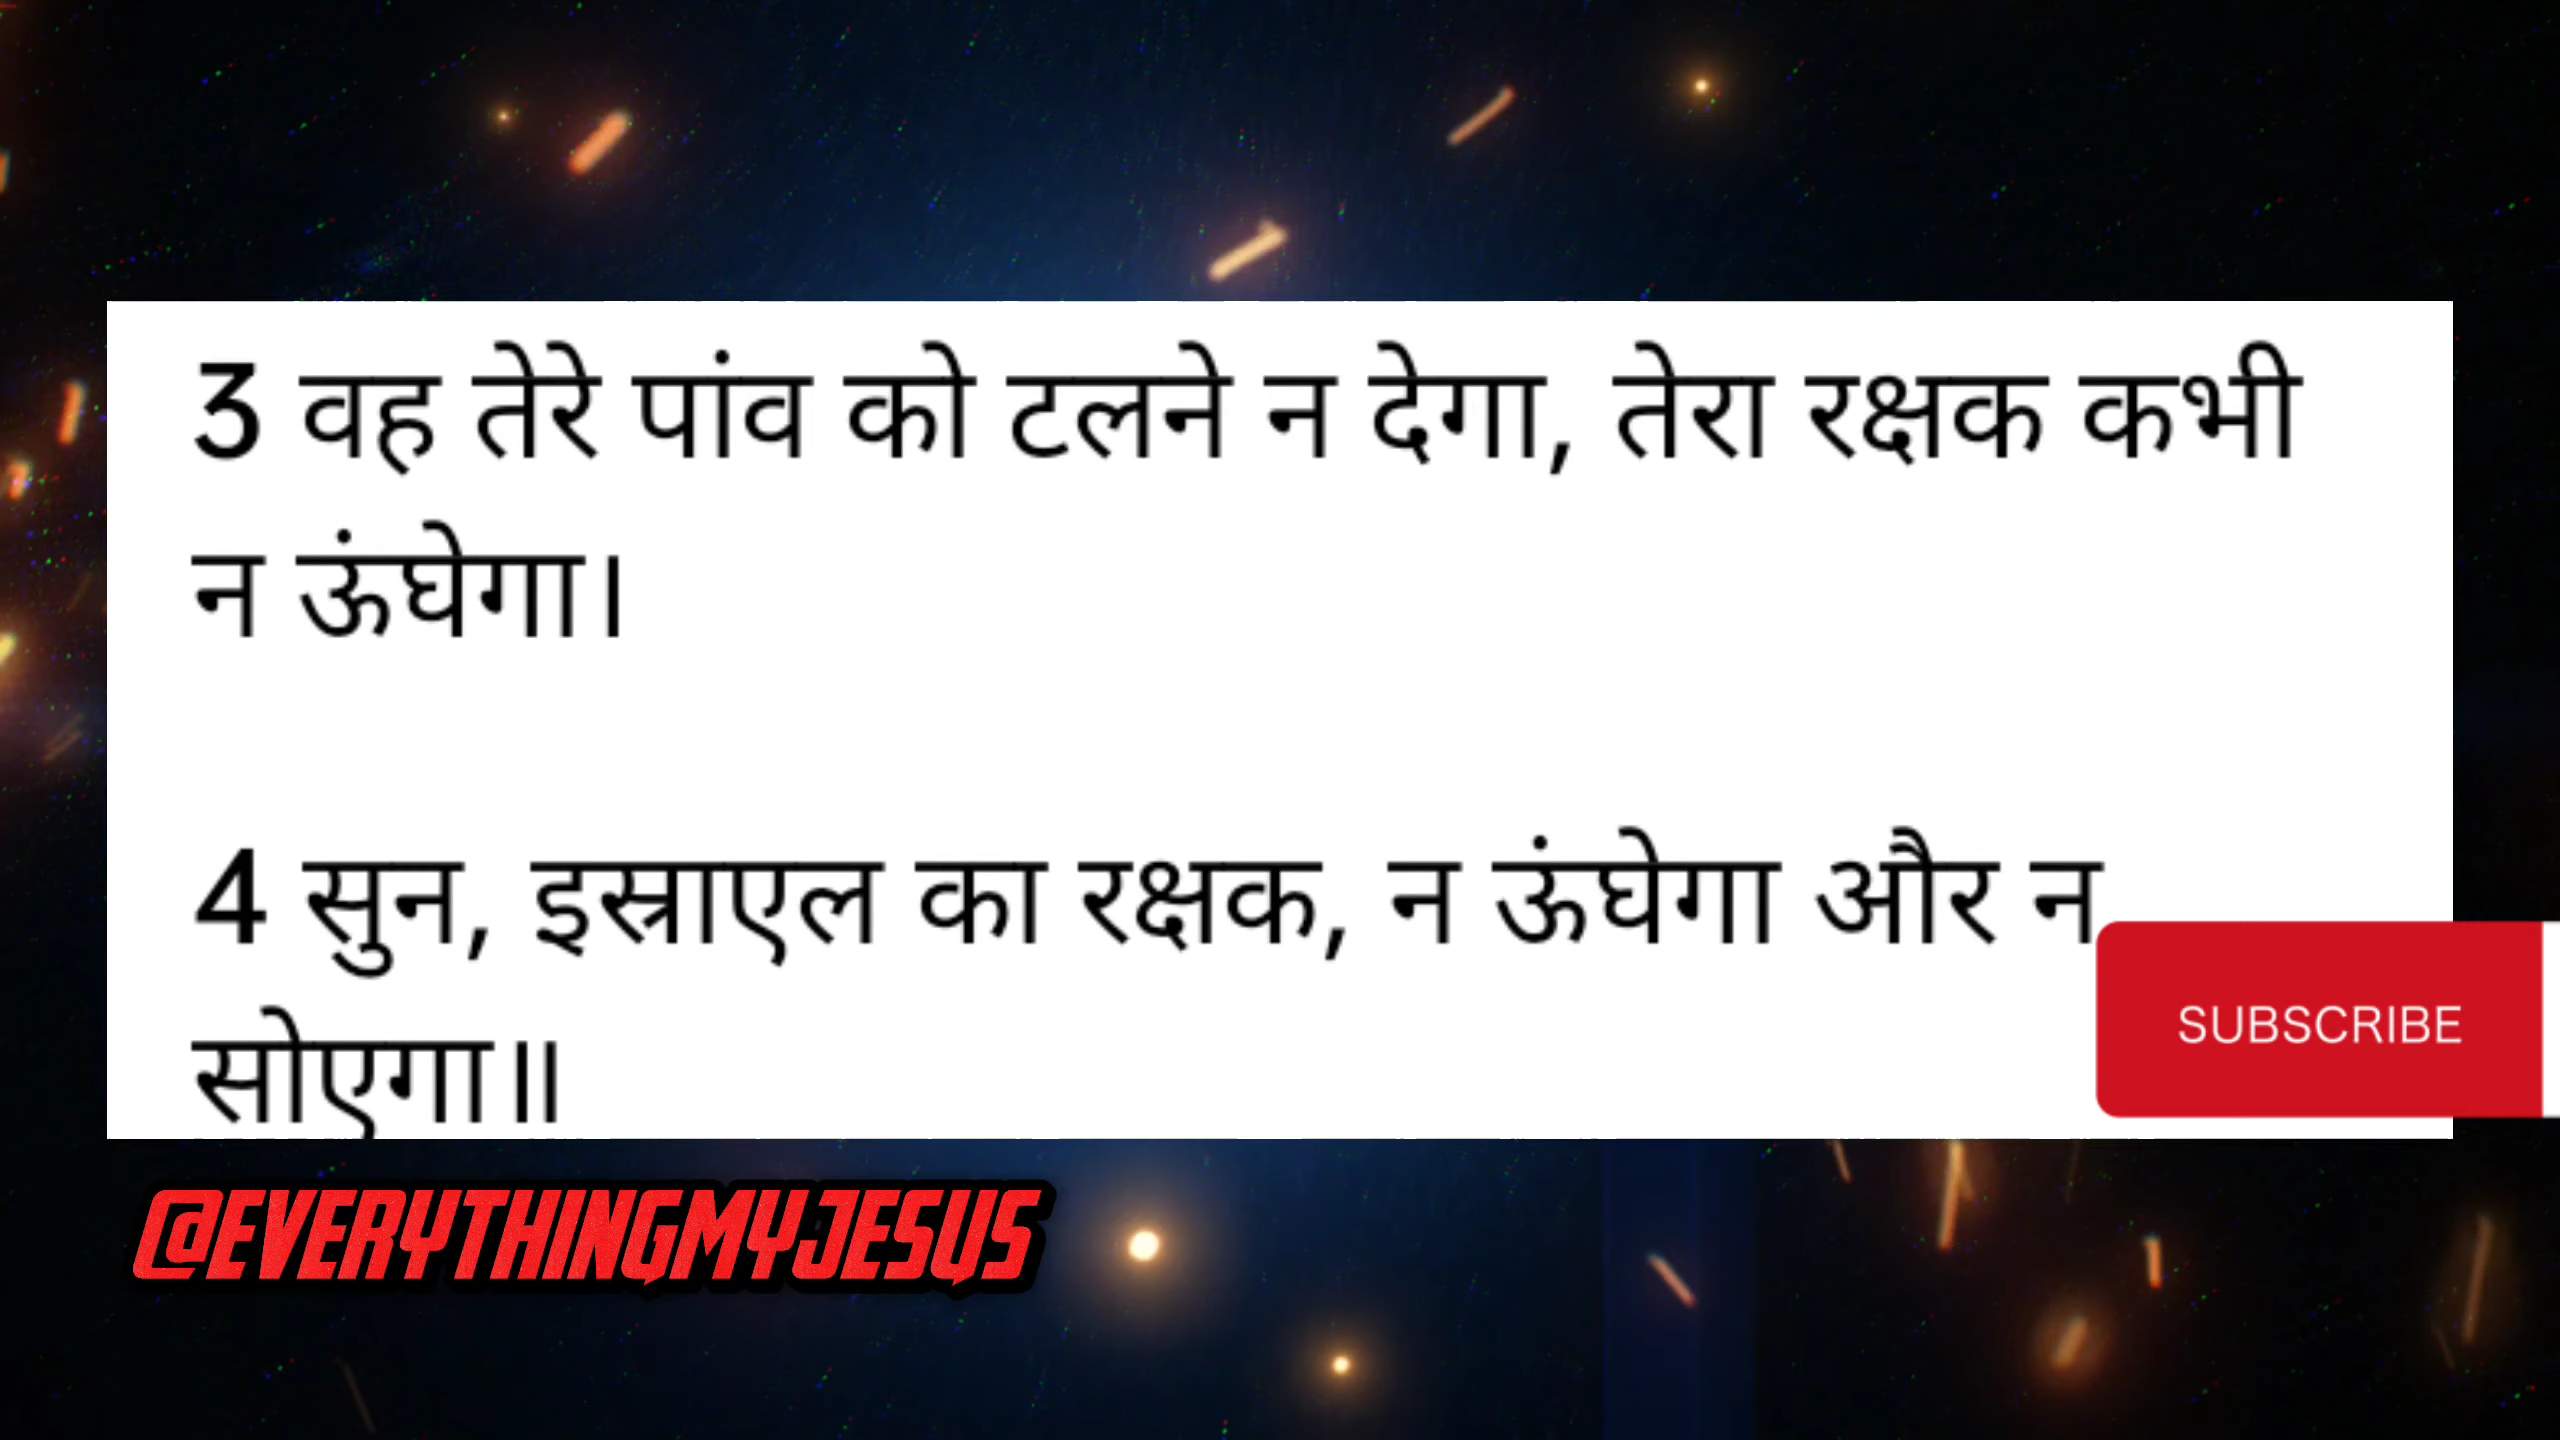 3 वह तेरे पांव को टलने न देगा, तेरा रक्षक कभी
न ऊंघेगा।
4 सुन, इस्राएल का रक्षक, न ऊंघेगा और न
सोएगा॥
SUBSCRIBE
@EVERYTHINGMYJESUS